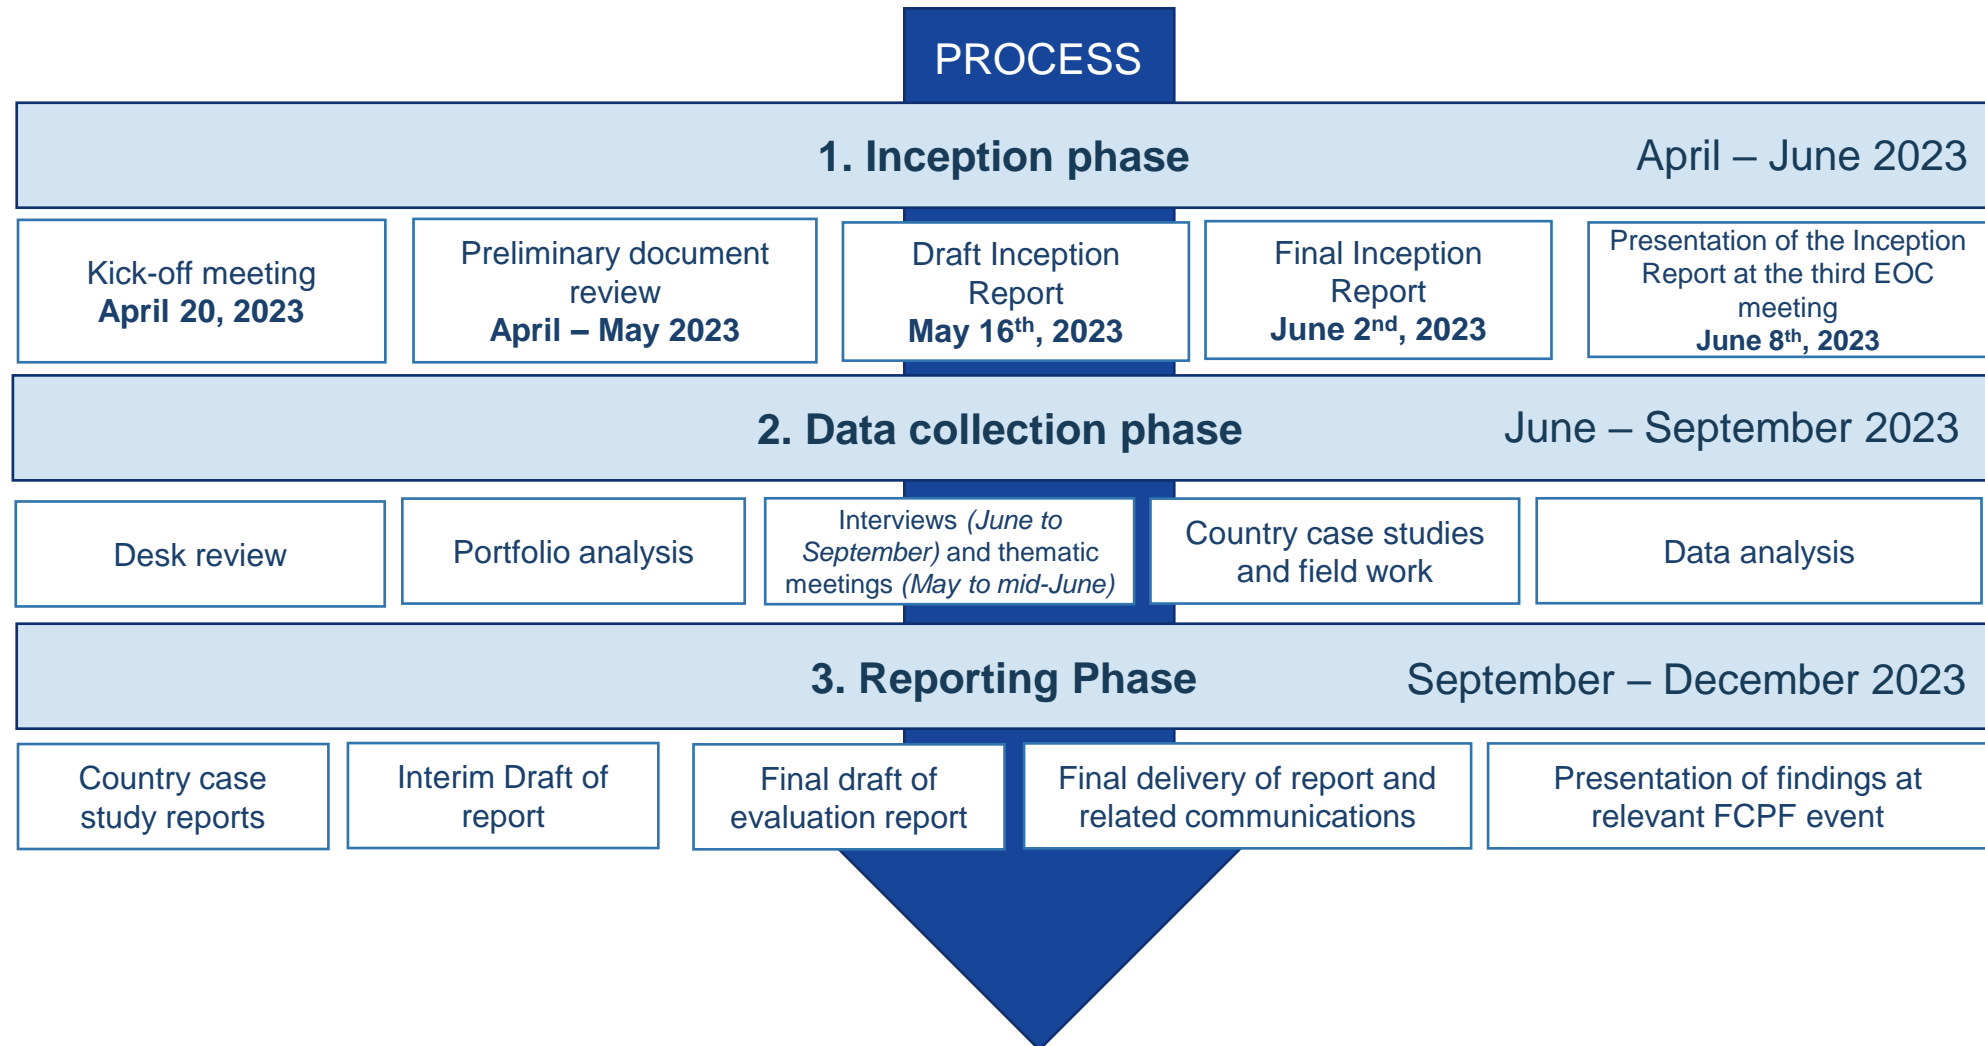 PROCESS
1. Inception phase
April – June 2023
Kick-off meeting
April 20, 2023
Preliminary document
review
April – May 2023
Draft Inception
Report
May 16th, 2023
Final Inception
Report
June 2nd, 2023
Presentation of the Inception
Report at the third EOC
meeting
June 8th, 2023
2. Data collection phase
June – September 2023
Desk review
Portfolio analysis
Interviews (June to
September) and thematic
meetings (May to mid-June)
Country case studies
and field work
Data analysis
3. Reporting Phase
September – December 2023
Country case
study reports
Interim Draft of
report
Final draft of
evaluation report
Final delivery of report and
related communications
Presentation of findings at
relevant FCPF event